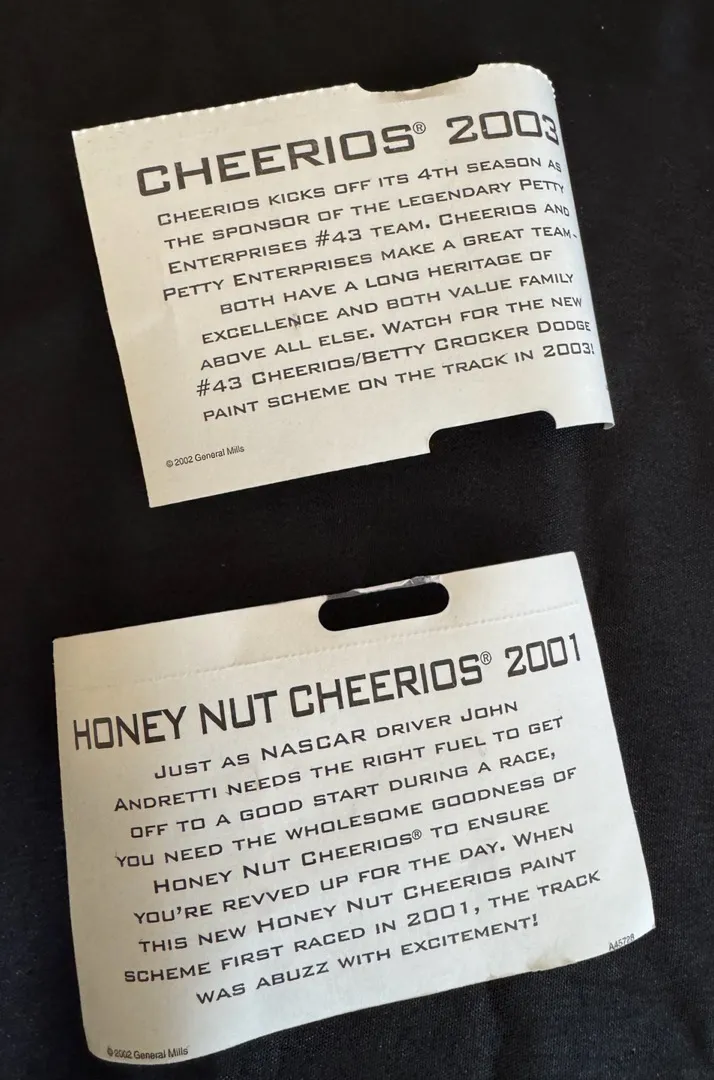 CHEERIOS® 2003
CHEERIOS KICKS OFF ITS 4TH SEASON AS
THE SPONSOR OF THE LEGENDARY PETTY
ENTERPRISES #43 TEAM. CHEERIOS AND
PETTY ENTERPRISES MAKE A GREAT TEAM-
BOTH HAVE A LONG HERITAGE OF
EXCELLENCE AND BOTH VALUE FAMILY
ABOVE ALL ELSE. WATCH FOR THE NEW
#43 CHEERIOS/BETTY CROCKER DODGE
PAINT SCHEME ON THE TRACK IN 2003!
© 2002 General Mills
HONEY NUT CHEERIOS® 2001
JUST AS NASCAR DRIVER JOHN
ANDRETTI NEEDS THE RIGHT FUEL TO GET
OFF TO A GOOD START DURING A RACE,
YOU NEED THE WHOLESOME GOODNESS OF
HONEY NUT CHEERIOS® TO ENSURE
YOU'RE REVVED UP FOR THE DAY. WHEN
THIS NEW HONEY NUT CHEERIOS PAINT
SCHEME FIRST RACED IN 2001, THE TRACK
WAS ABUZZ WITH EXCITEMENT!
A45728
© 2002 General Mills